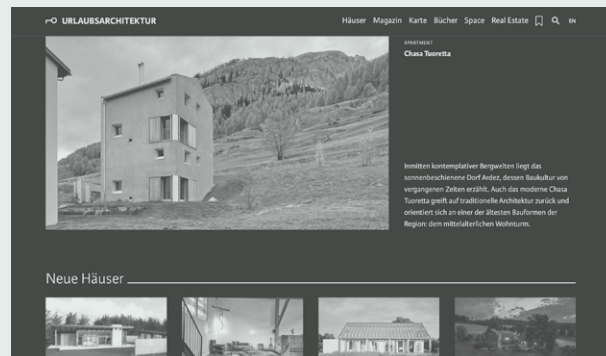 URLAUBSARCHITEKTUR
Häuser Magazin Karte Bücher Space Real Estate EN
APARTMENT
Chasa Tuoretta
Inmitten kontemplativer Bergwelten liegt das
sonnenbeschienene Dorf Ardez, dessen Baukultur von
vergangenen Zeiten erzählt. Auch das moderne Chasa
Tuoretta greift auf traditionelle Architektur zurück und
orientiert sich an einer der ältesten Bauformen der
Region: dem mittelalterlichen Wohnturm.
Neue Häuser